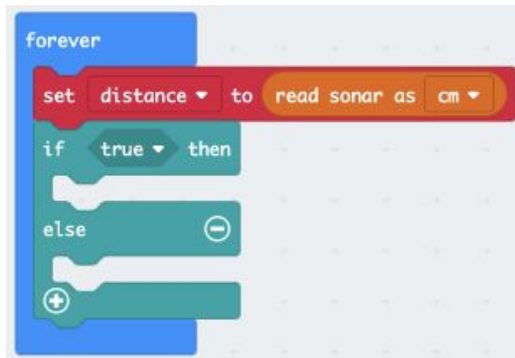 forever
set distance to read sonar as cm
if true then
else